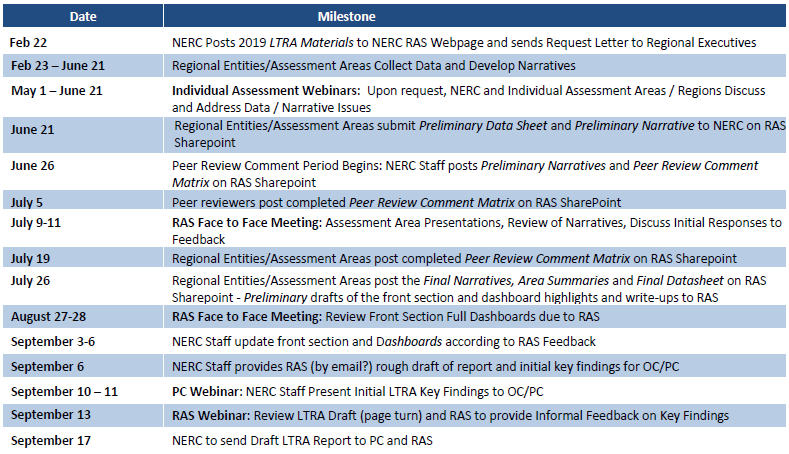 Date Milestone
Feb 22 NERC Posts 2019 LTRA Materials to NERC RAS Webpage and sends Request Letter to Regional Executives
Feb 23 – June 21 Regional Entities/Assessment Areas Collect Data and Develop Narratives
May 1 – June 21 Individual Assessment Webinars: Upon request, NERC and Individual Assessment Areas / Regions Discuss
and Address Data / Narrative Issues
June 21 Regional Entities/Assessment Areas submit Preliminary Data Sheet and Preliminary Narrative to NERC on RAS
Sharepoint
June 26 Peer Review Comment Period Begins: NERC Staff posts Preliminary Narratives and Peer Review Comment
Matrix on RAS Sharepoint
July 5 Peer reviewers post completed Peer Review Comment Matrix on RAS SharePoint
July 9-11 RAS Face to Face Meeting: Assessment Area Presentations, Review of Narratives, Discuss Initial Responses to
Feedback
July 19 Regional Entities/Assessment Areas post completed Peer Review Comment Matrix on RAS Sharepoint
July 26 Regional Entities/Assessment Areas post the Final Narratives, Area Summaries and Final Datasheet on RAS
Sharepoint - Preliminary drafts of the front section and dashboard highlights and write-ups to RAS
August 27-28 RAS Face to Face Meeting: Review Front Section Full Dashboards due to RAS
September 3-6 NERC Staff update front section and Dashboards according to RAS Feedback
September 6 NERC Staff provides RAS (by email?) rough draft of report and initial key findings for OC/PC
September 10 – 11 PC Webinar: NERC Staff Present Initial LTRA Key Findings to OC/PC
September 13 RAS Webinar: Review LTRA Draft (page turn) and RAS to provide Informal Feedback on Key Findings
September 17 NERC to send Draft LTRA Report to PC and RAS